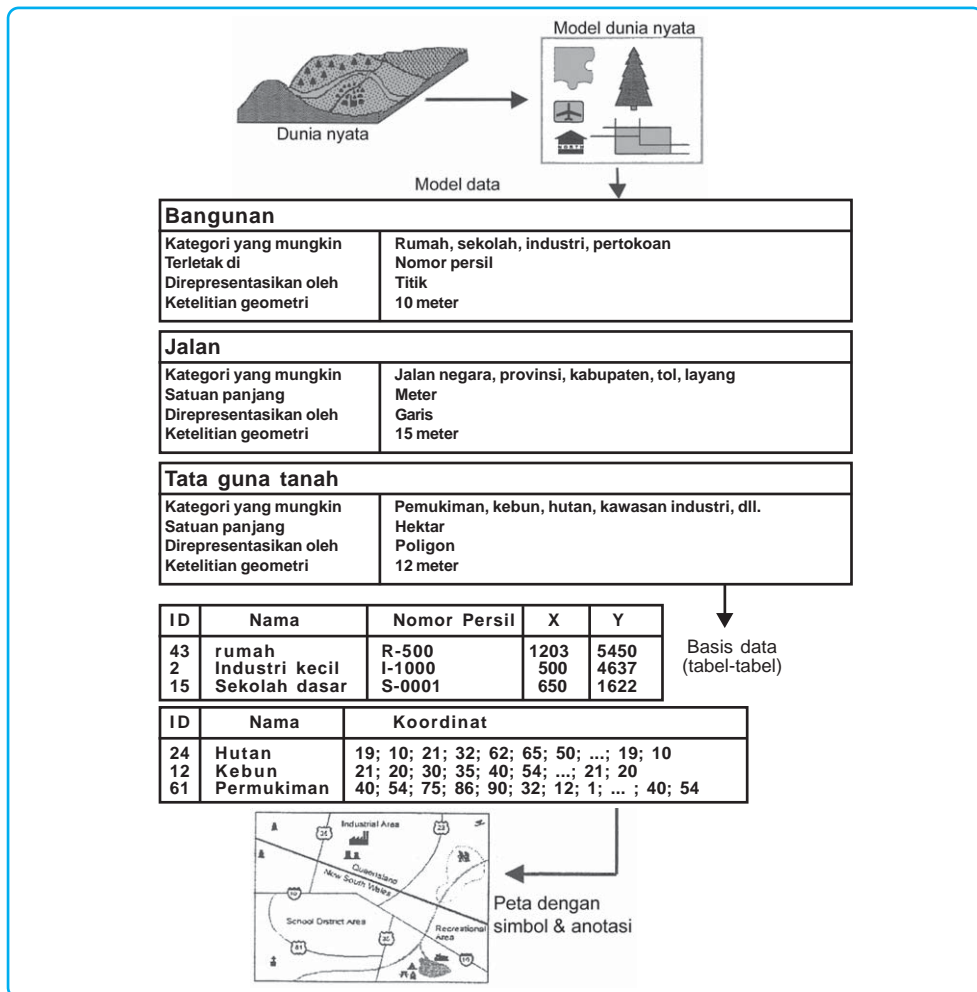 Model dunia nyata
Dunia nyata
Model data
Bangunan
Kategori yang mungkin Rumah, sekolah, industri, pertokoan
Terletak di Nomor persil
Direpresentasikan oleh Titik
Ketelitian geometri 10 meter
Jalan
Kategori yang mungkin Jalan negara, provinsi, kabupaten, tol, layang
Satuan panjang Meter
Direpresentasikan oleh Garis
Ketelitian geometri 15 meter
Tata guna tanah
Kategori yang mungkin Pemukiman, kebun, hutan, kawasan industri, dll.
Satuan panjang Hektar
Direpresentasikan oleh Poligon
Ketelitian geometri 12 meter
ID Nama Nomor Persil X Y
43 rumah R-500 1203 5450
2 Industri kecil I-1000 500 4637
15 Sekolah dasar S-0001 650 1622
Basis data
(tabel-tabel)
ID Nama Koordinat
24 Hutan 19; 10; 21; 32; 62; 65; 50; ...; 19; 10
12 Kebun 21; 20; 30; 35; 40; 54; ...; 21; 20
61 Permukiman 40; 54; 75; 86; 90; 32; 12; 1; ... ; 40; 54
Industrial Area
Queensland
New South Wales
School District Area
Recreational
Area
Peta dengan
simbol & anotasi